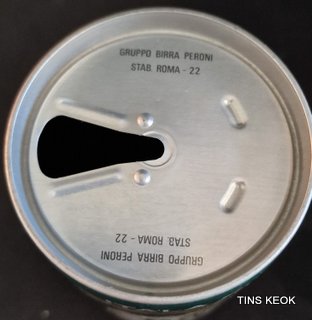 GRUPPO BIRRA PERONI
STAB. ROMA - 22
GRUPPO BIRRA PERONI
STAB. ROMA - 22
TINS KEOK